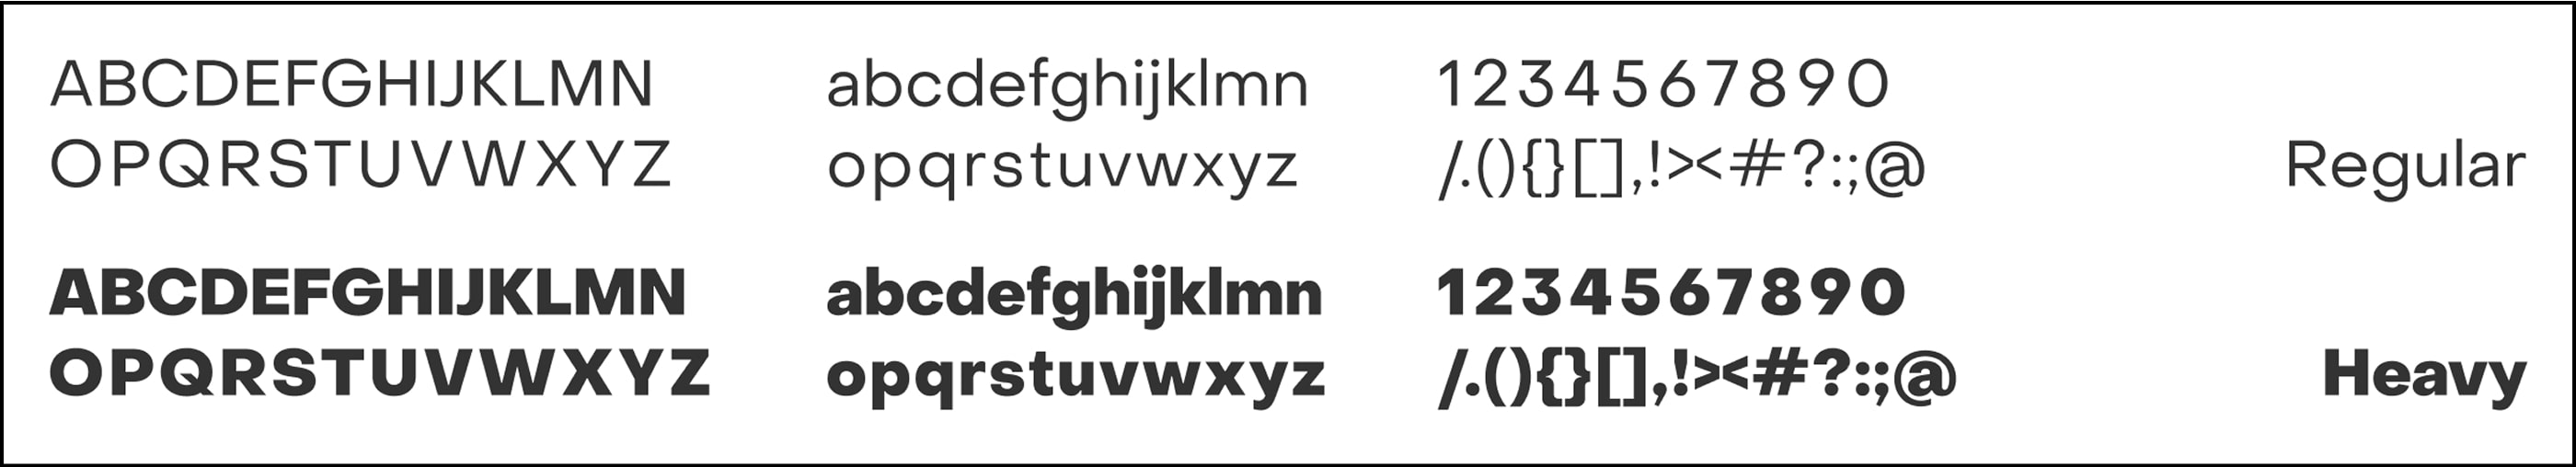 ABCDEFGHIJKLMN abcdefghijklmn 1234567890
OPQRSTUVWXYZ opqrstuvwxyz /.(){}[],!><#?:;@ Regular
ABCDEFGHIJKLMN abcdefghijklmn 1234567890
OPQRSTUVWXYZ opqrstuvwxyz /.(){}[],!><#?:;@ Heavy